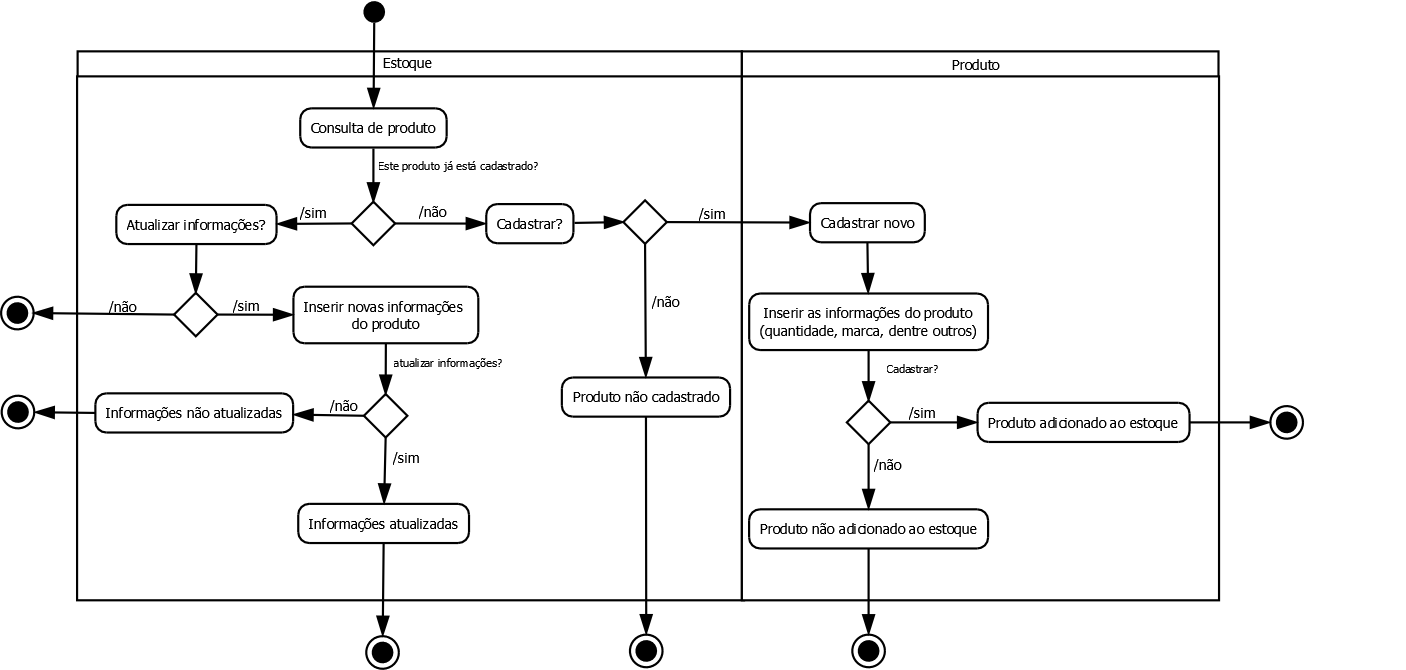 Estoque
Produto
Consulta de produto
Este produto já está cadastrado?
Atualizar informações?
/sim
/não
Cadastrar?
/sim
Cadastrar novo
/não
/sim
Inserir novas informações
do produto
/não
Inserir as informações do produto
(quantidade, marca, dentre outros)
atualizar informações?
Cadastrar?
Informações não atualizadas
/não
Produto não cadastrado
/sim
Produto adicionado ao estoque
/sim
/não
Informações atualizadas
Produto não adicionado ao estoque